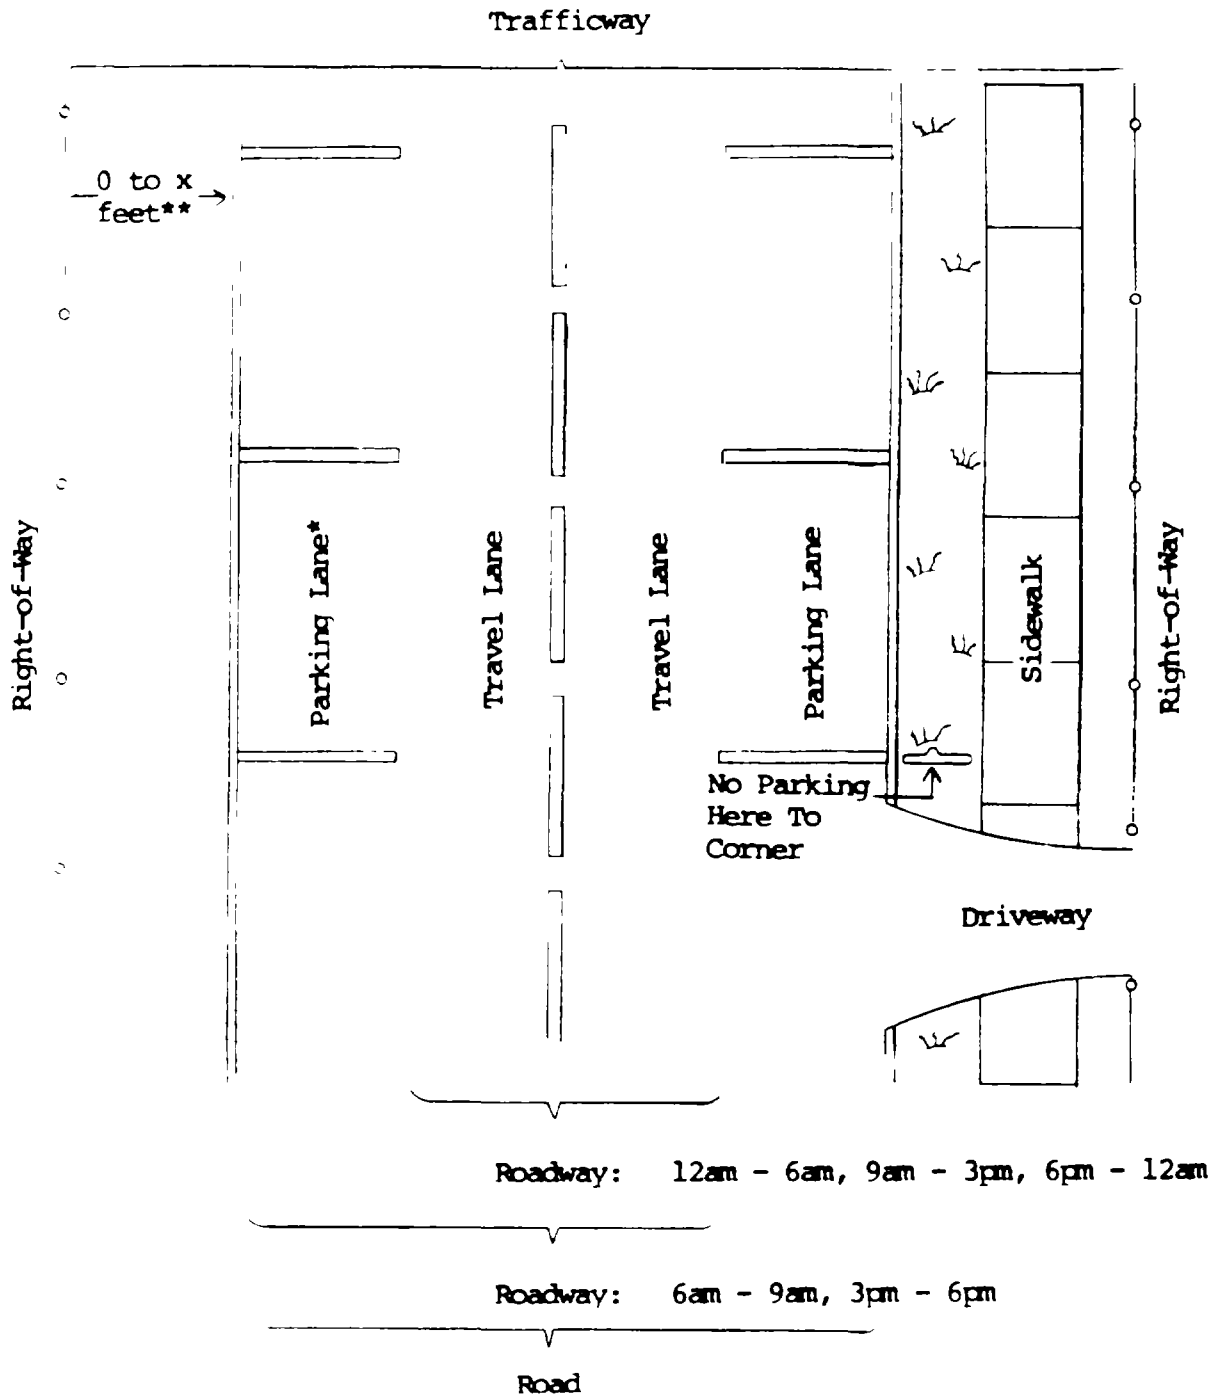 Trafficway
0 to x
feet**
Right-of-Way
Parking Lane*
Travel Lane
Travel Lane
Parking Lane
Sidewalk
Right-of-Way
No Parking
Here To
Corner
Driveway
Roadway: 12am - 6am, 9am - 3pm, 6pm - 12am
Roadway: 6am - 9am, 3pm - 6pm
Road